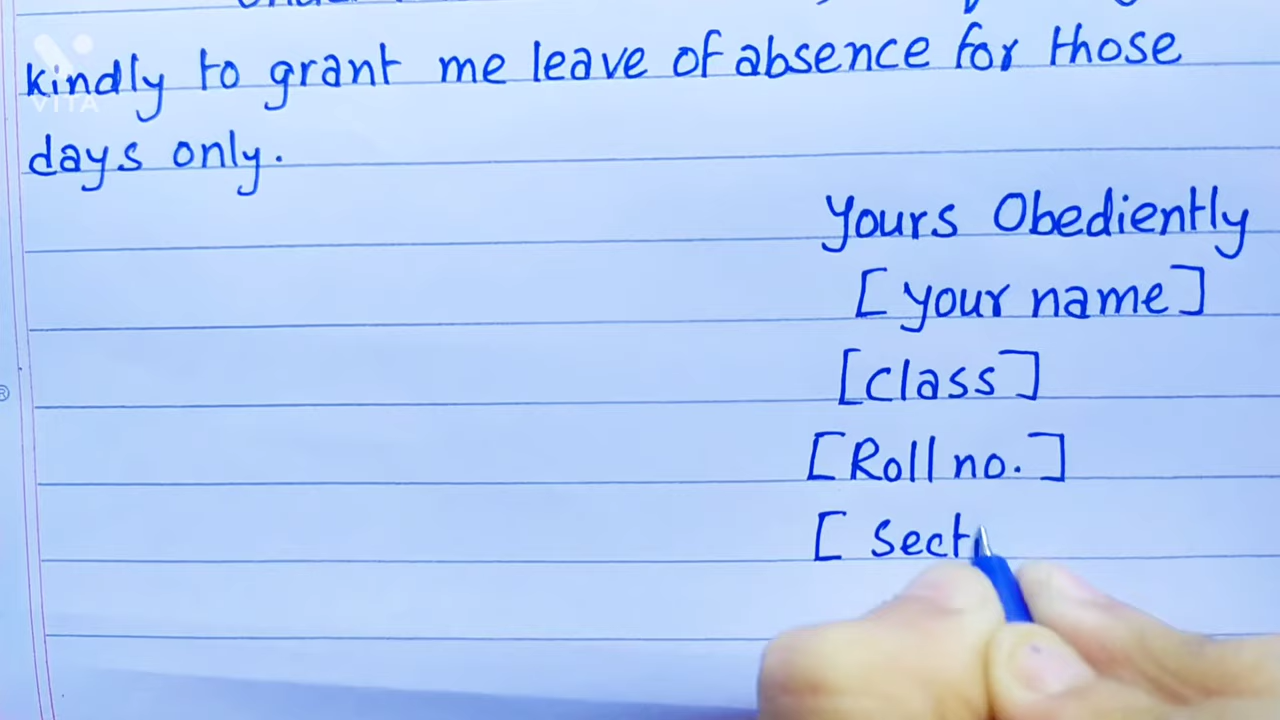 kindly to grant me leave of absence for those
days only.
Yours Obediently
[your name]
[class]
[Roll no.]
[ Sect
VITA
®